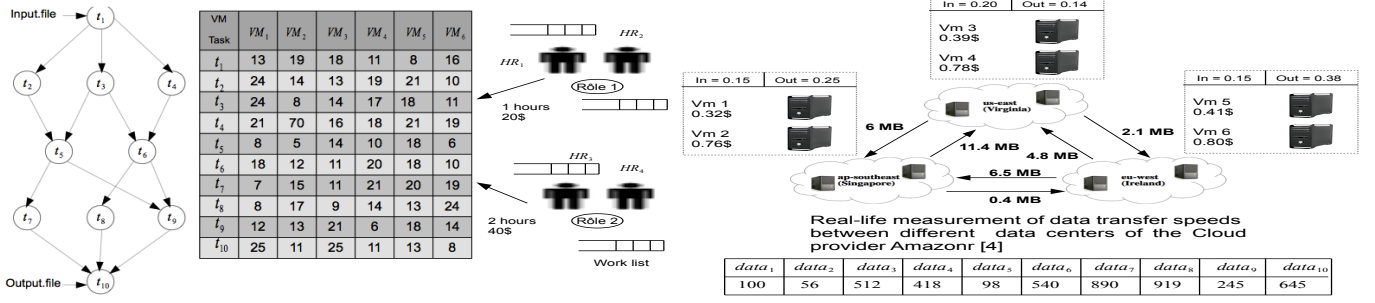 Input.file
t1
t2
t3
t4
t5
t6
t7
t8
t9
t10
Output.file
VM Task VM1 VM2 VM3 VM4 VM5 VM6
t1 13 19 18 11 8 16
t2 24 14 13 19 21 10
t3 24 8 14 17 18 11
t4 21 70 16 18 21 19
t5 8 5 14 10 18 6
t6 18 12 11 20 18 10
t7 7 15 11 21 20 19
t8 8 17 9 14 13 24
t9 12 13 21 6 18 14
t10 25 11 25 11 13 8
HR2
HR1
Rôle 1
1 hours
20$
HR3
HR4
2 hours
40$
Rôle 2
Work list
In = 0.20 Out = 0.14
Vm 3
0.39$
Vm 4
0.78$
In = 0.15 Out = 0.25
Vm 1
0.32$
Vm 2
0.76$
In = 0.15 Out = 0.38
Vm 5
0.41$
Vm 6
0.80$
us-east
(Virginia)
6 MB
2.1 MB
11.4 MB
4.8 MB
ap-southeast
(Singapore)
6.5 MB
eu-west
(Ireland)
0.4 MB
Real-life measurement of data transfer speeds
between different data centers of the Cloud
provider Amazonr [4]
data1 data2 data3 data4 data5 data6 data7 data8 data9 data10
100 56 512 418 98 540 890 919 245 645